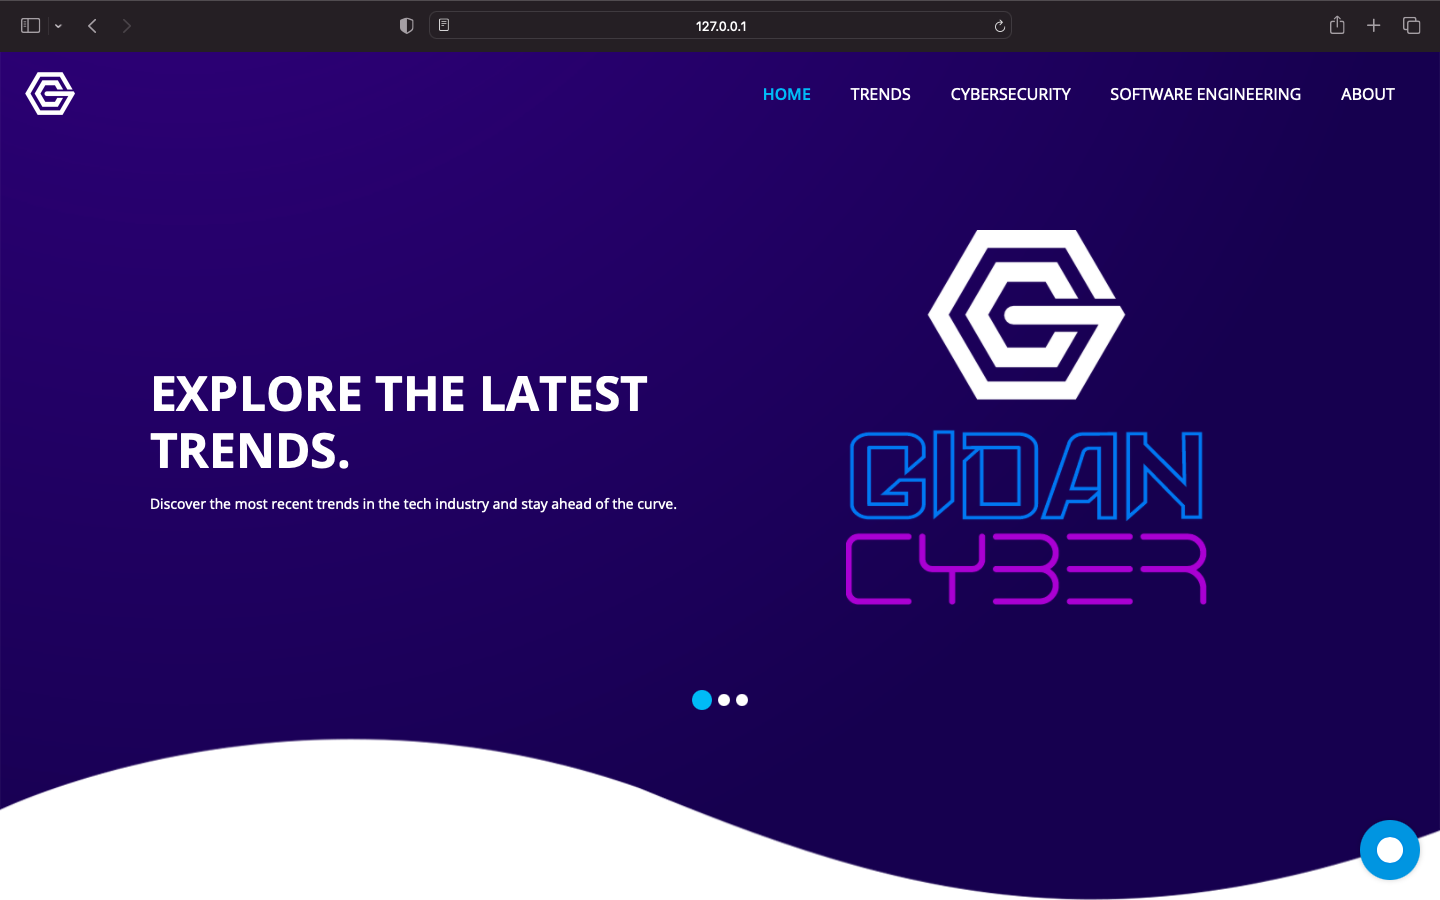 127.0.0.1
HOME
TRENDS
CYBERSECURITY
SOFTWARE ENGINEERING
ABOUT
EXPLORE THE LATEST
TRENDS.
Discover the most recent trends in the tech industry and stay ahead of the curve.
GIDAN
CYBER